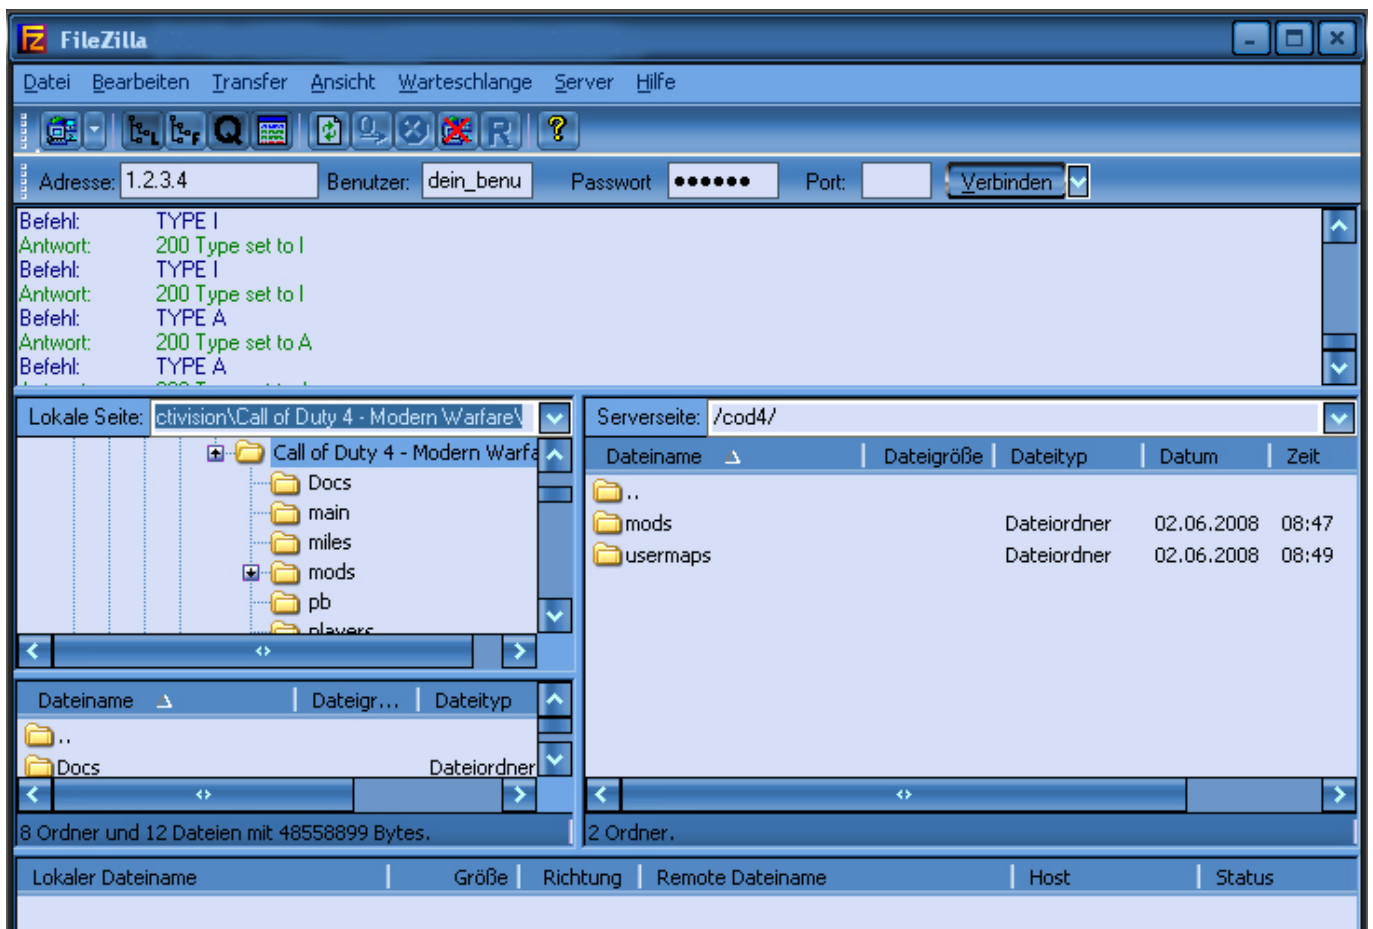 FileZilla
Datei Bearbeiten Transfer Ansicht Warteschlange Server Hilfe
Adresse: 1.2.3.4 Benutzer: dein_benu Passwort ●●●●●● Port: Verbinden
Befehl: TYPE I
Antwort: 200 Type set to I
Befehl: TYPE I
Antwort: 200 Type set to I
Befehl: TYPE A
Antwort: 200 Type set to A
Befehl: TYPE A
Lokale Seite: ctivision\Call of Duty 4 - Modern Warfare\
Call of Duty 4 - Modern Warfa
Docs
main
miles
mods
pb
players
Dateiname Dateigr... Dateityp
..
Docs Dateiordner
8 Ordner und 12 Dateien mit 48558899 Bytes.
Serverseite: /cod4/
Dateiname Dateigröße Dateityp Datum Zeit
..
mods Dateiordner 02.06.2008 08:47
usermaps Dateiordner 02.06.2008 08:49
2 Ordner.
Lokaler Dateiname Größe Richtung Remote Dateiname Host Status